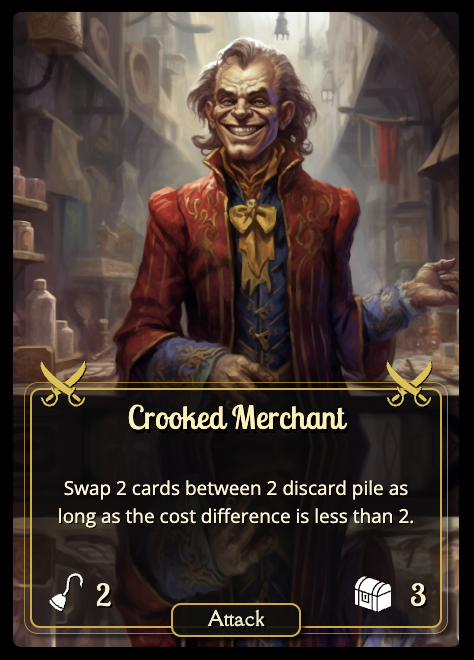 Crooked Merchant
Swap 2 cards between 2 discard pile as
long as the cost difference is less than 2.
2
3
Attack